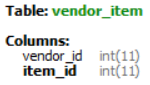 Table: vendor_item
Columns:
vendor_id int(11)
item_id int(11)